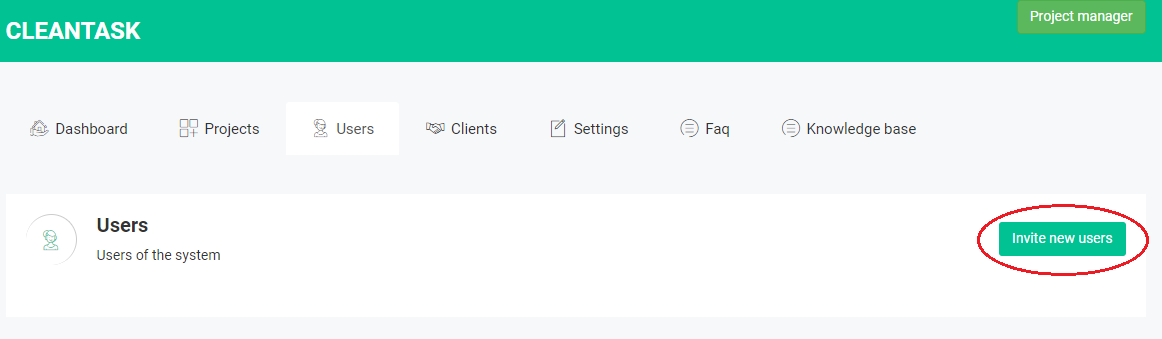 Project manager
CLEANTASK
Dashboard Projects Users Clients Settings Faq Knowledge base
Users
Invite new users
Users of the system